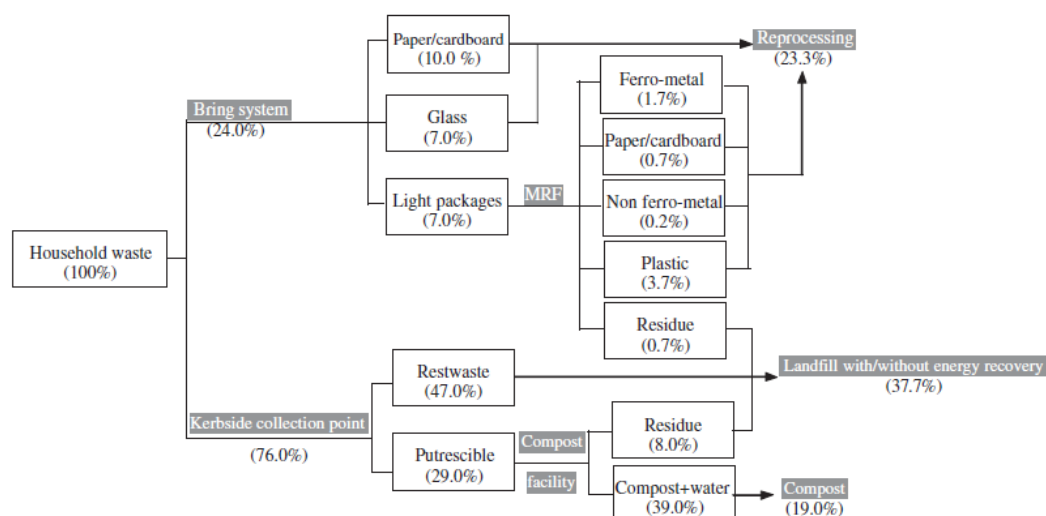 Paper/cardboard
(10.0 %)
Reprocessing
(23.3%)
Ferro-metal
(1.7%)
Bring system
(24.0%)
Glass
(7.0%)
Paper/cardboard
(0.7%)
Light packages
(7.0%)
MRF
Non ferro-metal
(0.2%)
Household waste
(100%)
Plastic
(3.7%)
Residue
(0.7%)
Restwaste
(47.0%)
Landfill with/without energy recovery
(37.7%)
Kerbside collection point
(76.0%)
Putrescible
(29.0%)
Compost
facility
Residue
(8.0%)
Compost+water
(39.0%)
Compost
(19.0%)